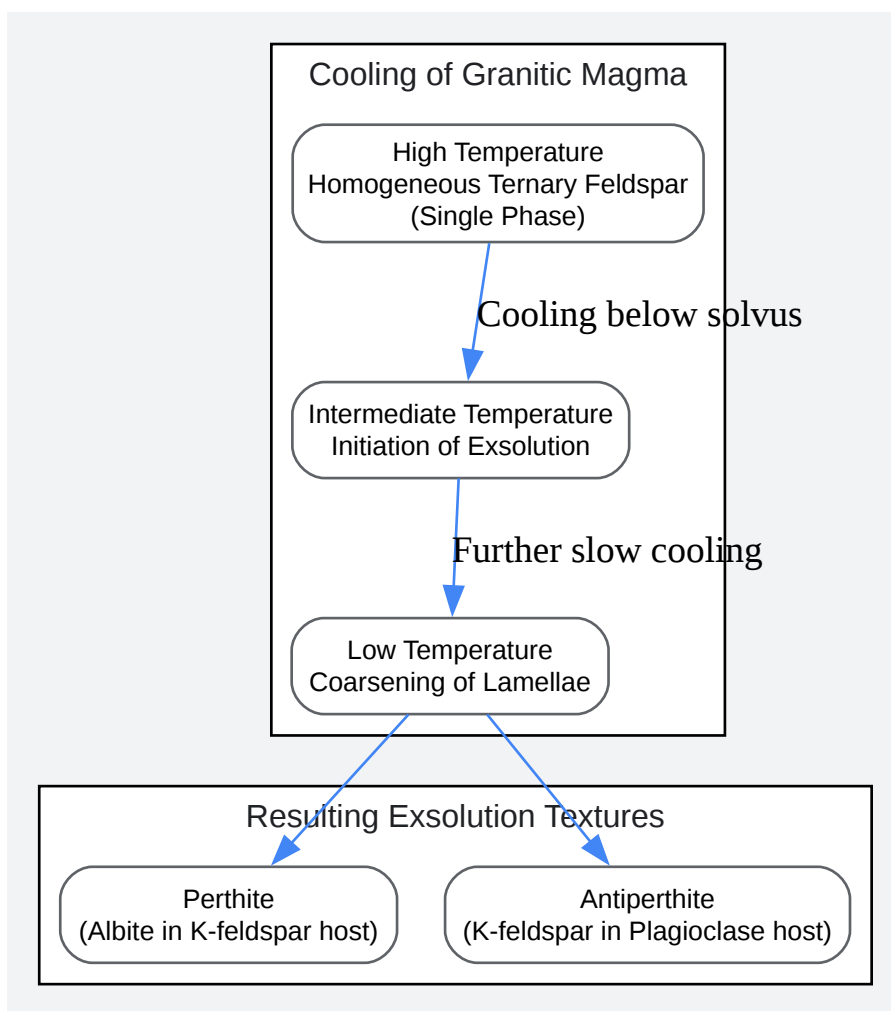 Cooling of Granitic Magma
High Temperature
Homogeneous Ternary Feldspar
(Single Phase)
Cooling below solvus
Intermediate Temperature
Initiation of Exsolution
Further slow cooling
Low Temperature
Coarsening of Lamellae
Resulting Exsolution Textures
Perthite
(Albite in K-feldspar host)
Antiperthite
(K-feldspar in Plagioclase host)